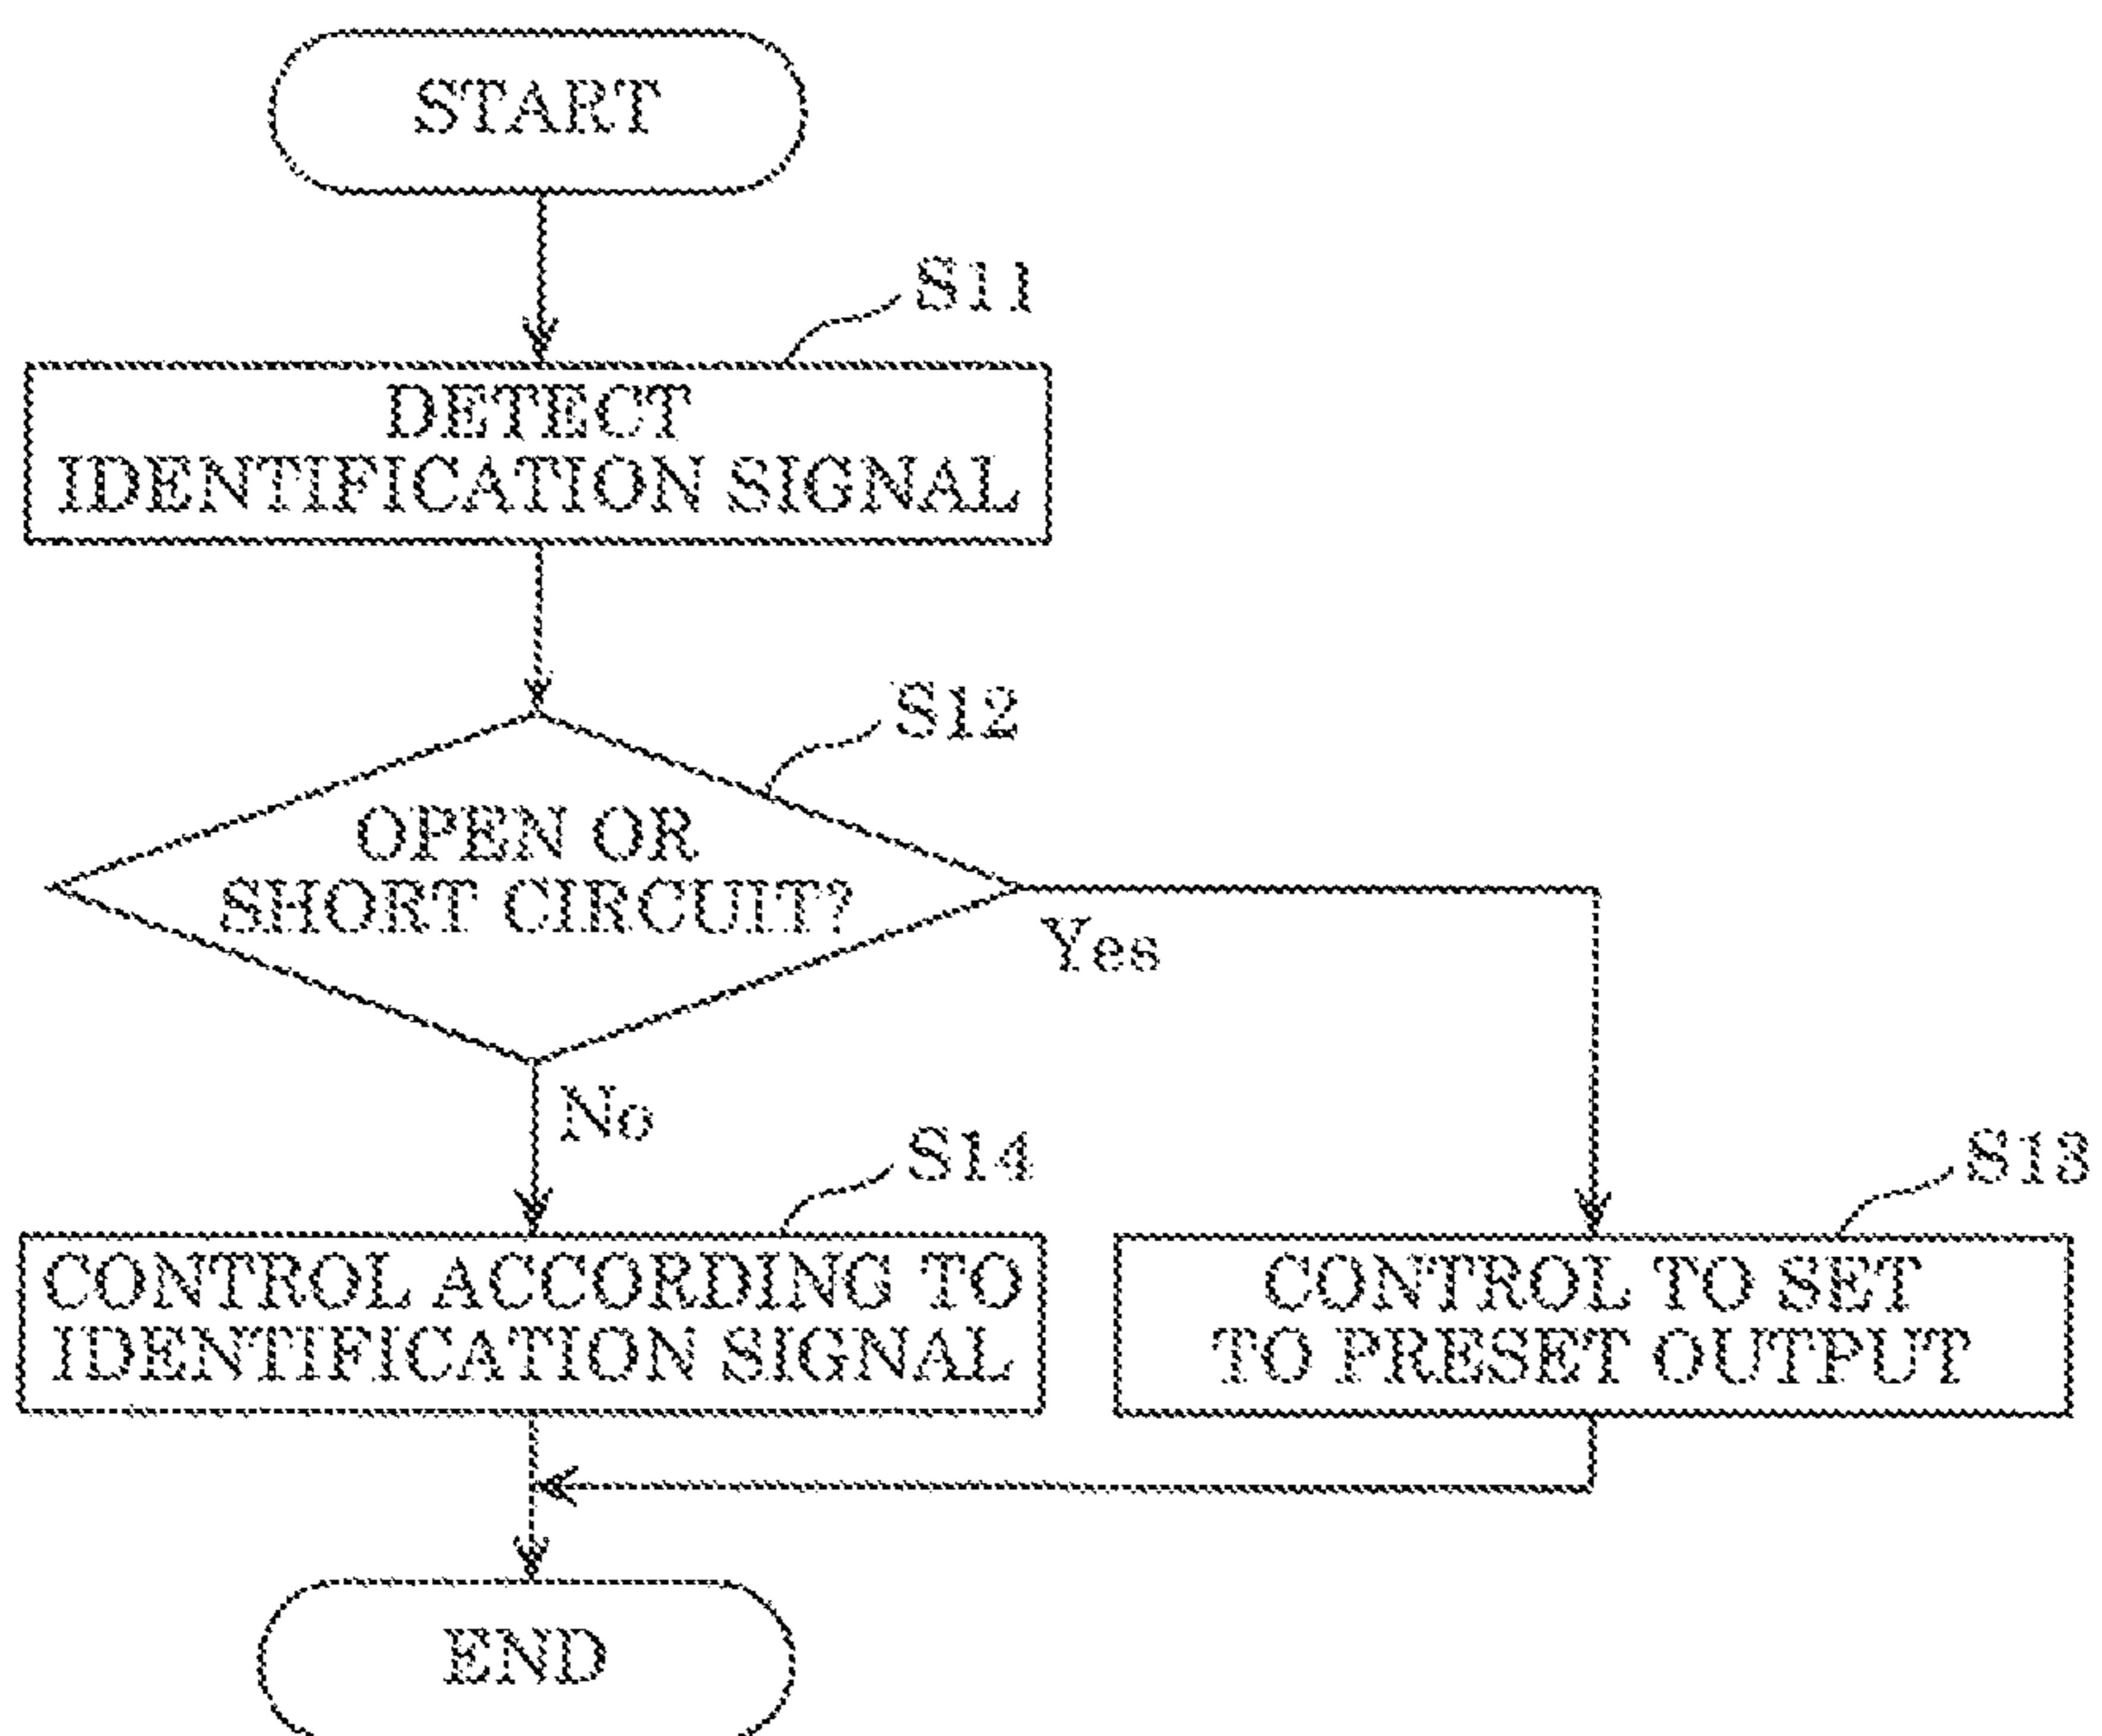 START
S11
DETECT
IDENTIFICATION SIGNAL
S12
OPEN OR
SHORT CIRCUIT?
Yes
No
S14
CONTROL ACCORDING TO
IDENTIFICATION SIGNAL
S13
CONTROL TO SET
TO PRESET OUTPUT
END